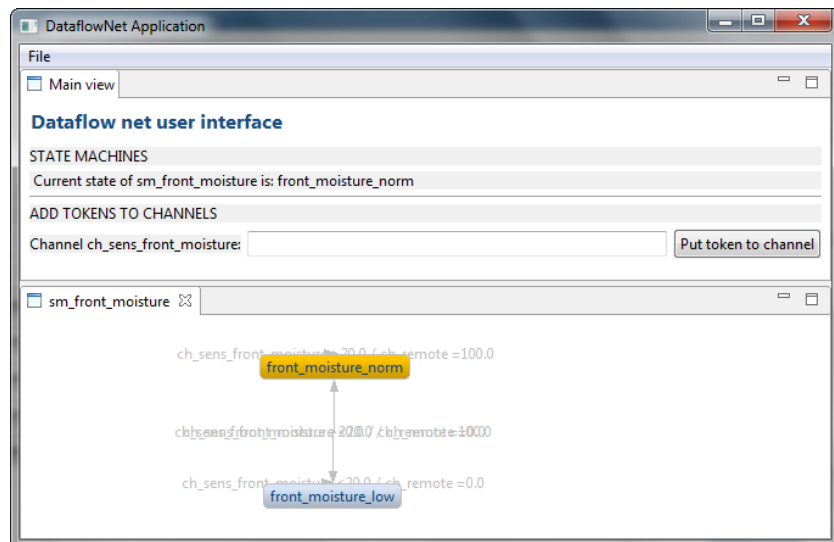 DataflowNet Application
File
Main view
Dataflow net user interface
STATE MACHINES
Current state of sm_front_moisture is: front_moisture_norm
ADD TOKENS TO CHANNELS
Channel ch_sens_front_moisture:
Put token to channel
sm_front_moisture
20.0 / ch_remote =100.0
front_moisture_norm
20.0 / ch_remote =0.0
front_moisture_low